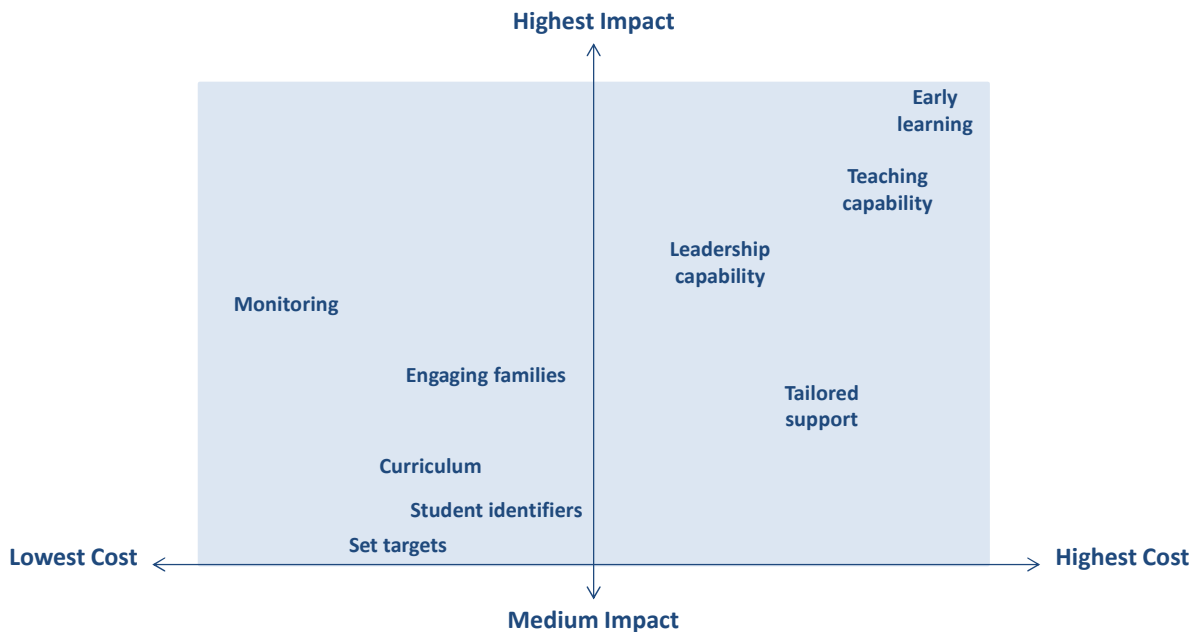 Highest Impact
Early
learning
Teaching
capability
Leadership
capability
Monitoring
Engaging families
Tailored
support
Curriculum
Student identifiers
Set targets
Lowest Cost
Highest Cost
Medium Impact